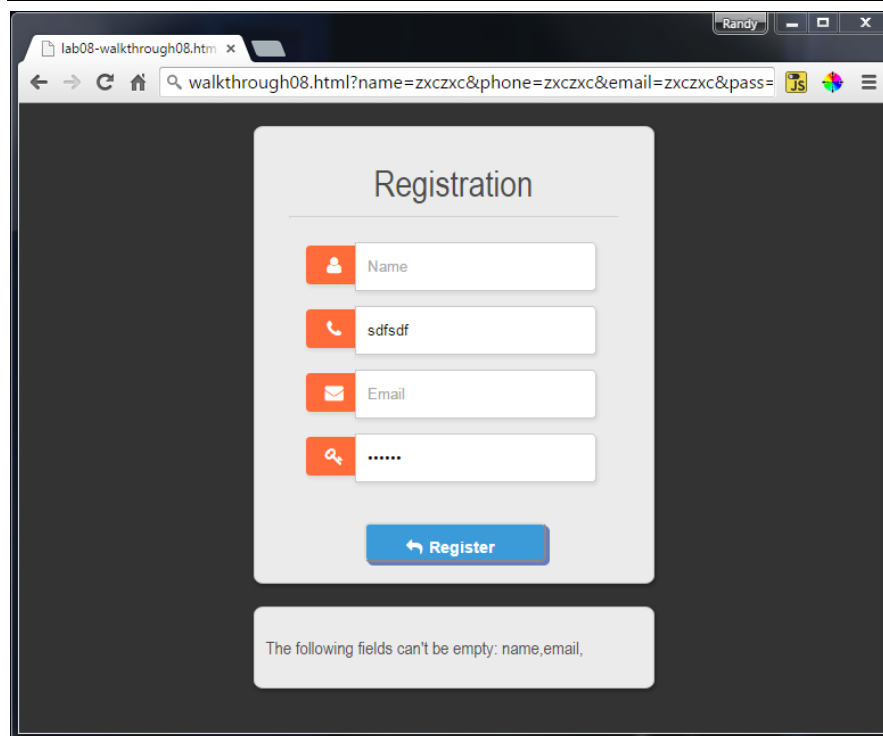 Randy
lab08-walkthrough08.htm
walkthrough08.html?name=zxczxc&phone=zxczxc&email=zxczxc&pass=
JS
Registration
Name
sdfsdf
Email
••••••
Register
The following fields can't be empty: name,email,